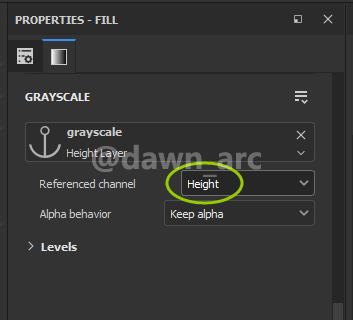 PROPERTIES - FILL
GRAYSCALE
grayscale
Height Layer
@dawn_arc
Referenced channel Height
Alpha behavior Keep alpha
Levels